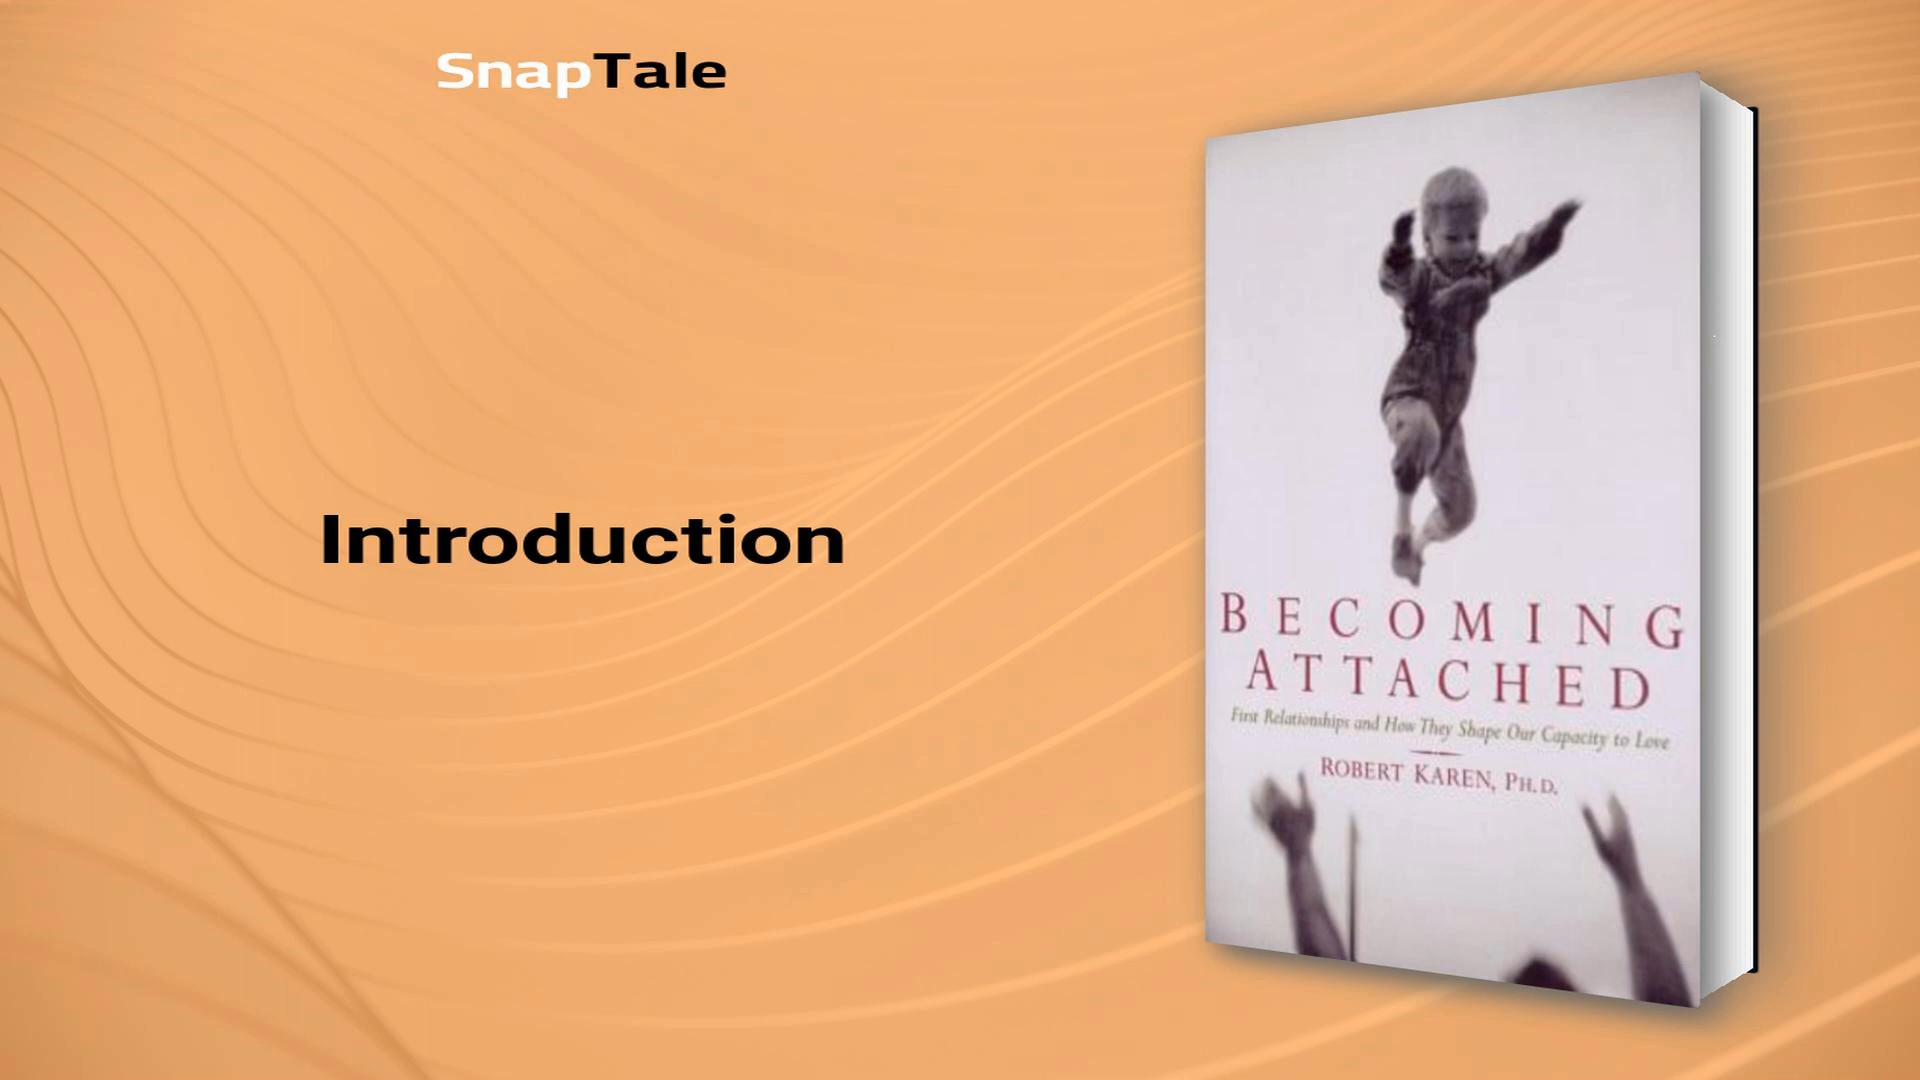 SnapTale
Introduction
BECOMING
ATTACHED
First Relationships and How They Shape Our Capacity to Love
ROBERT KAREN, PH.D.